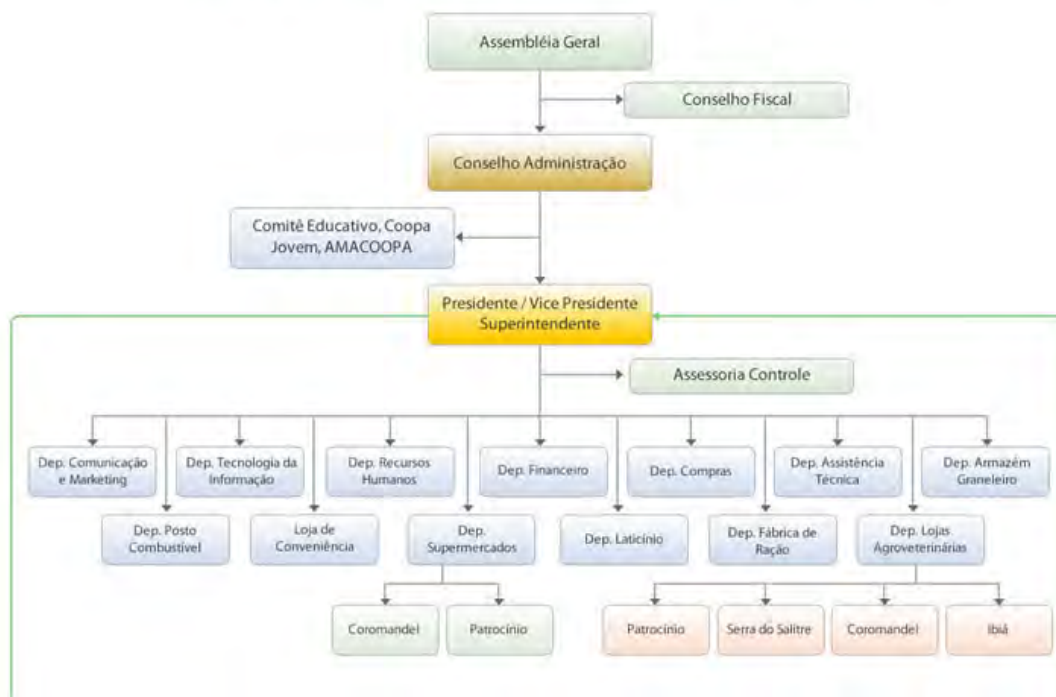 Assembléia Geral
Conselho Fiscal
Conselho Administração
Comitê Educativo, Coopa
Jovem, AMACOOPA
Presidente / Vice Presidente
Superintendente
Assessoria Controle
Dep. Comunicação
e Marketing
Dep. Tecnologia da
Informação
Dep. Recursos
Humanos
Dep. Financeiro
Dep. Compras
Dep. Assistência
Técnica
Dep. Armazém
Graneleiro
Dep. Posto
Combustível
Loja de
Conveniência
Dep.
Supermercados
Dep. Laticínio
Dep. Fábrica de
Ração
Dep. Lojas
Agroveterinárias
Coromandel
Patrocínio
Patrocínio
Serra do Salitre
Coromandel
Ibiá